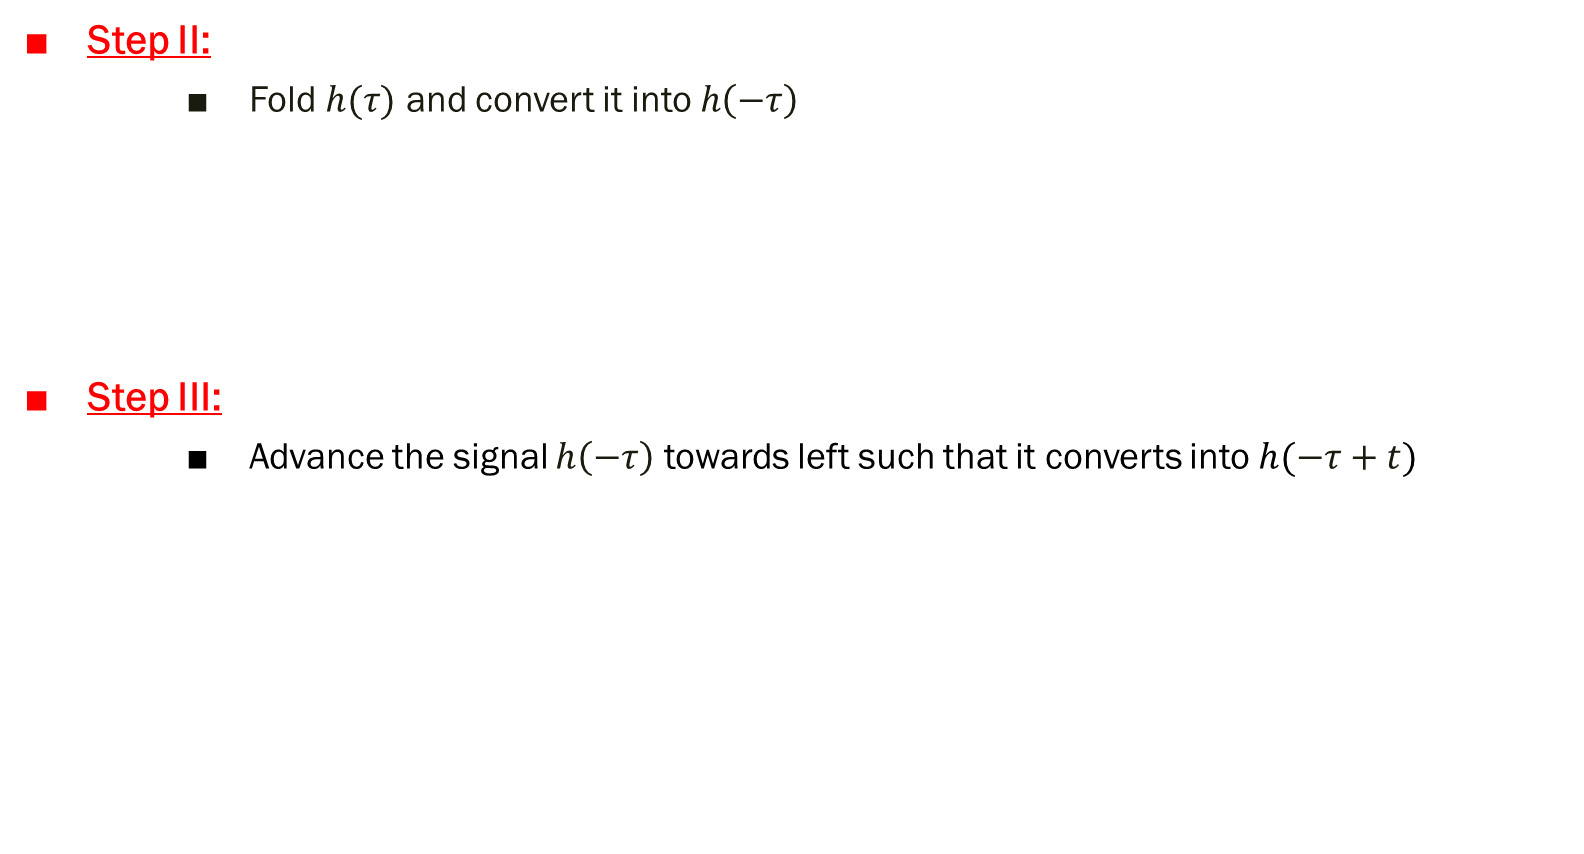 ■ Step II:
■ Fold ℎ(𝜏) and convert it into ℎ(−𝜏)
■ Step III:
■ Advance the signal ℎ(−𝜏) towards left such that it converts into ℎ(−𝜏 + 𝑡)